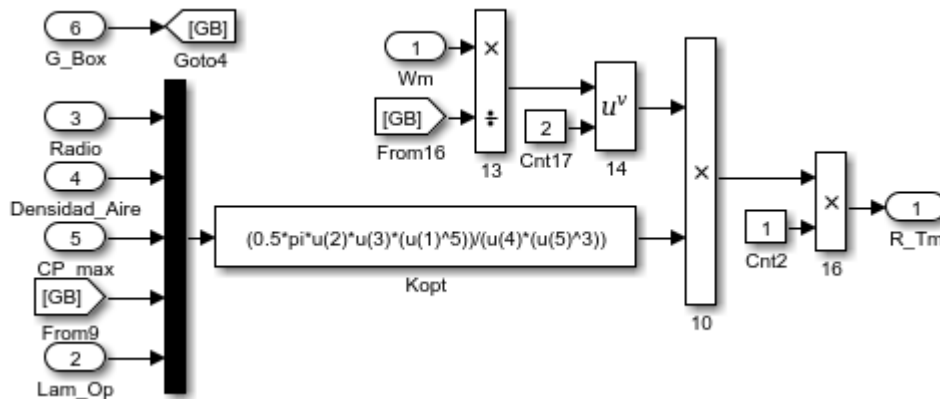 6
G_Box
[GB]
Goto4
3
Radio
4
Densidad_Aire
5
CP_max
[GB]
From9
2
Lam_Op
(0.5*pi*u(2)*u(3)*(u(1)^5))/(u(4)*(u(5)^3))
Kopt
1
Wm
[GB]
From16
×
÷
13
2
Cnt17
u^v
14
×
10
1
Cnt2
×
16
1
R_Tm